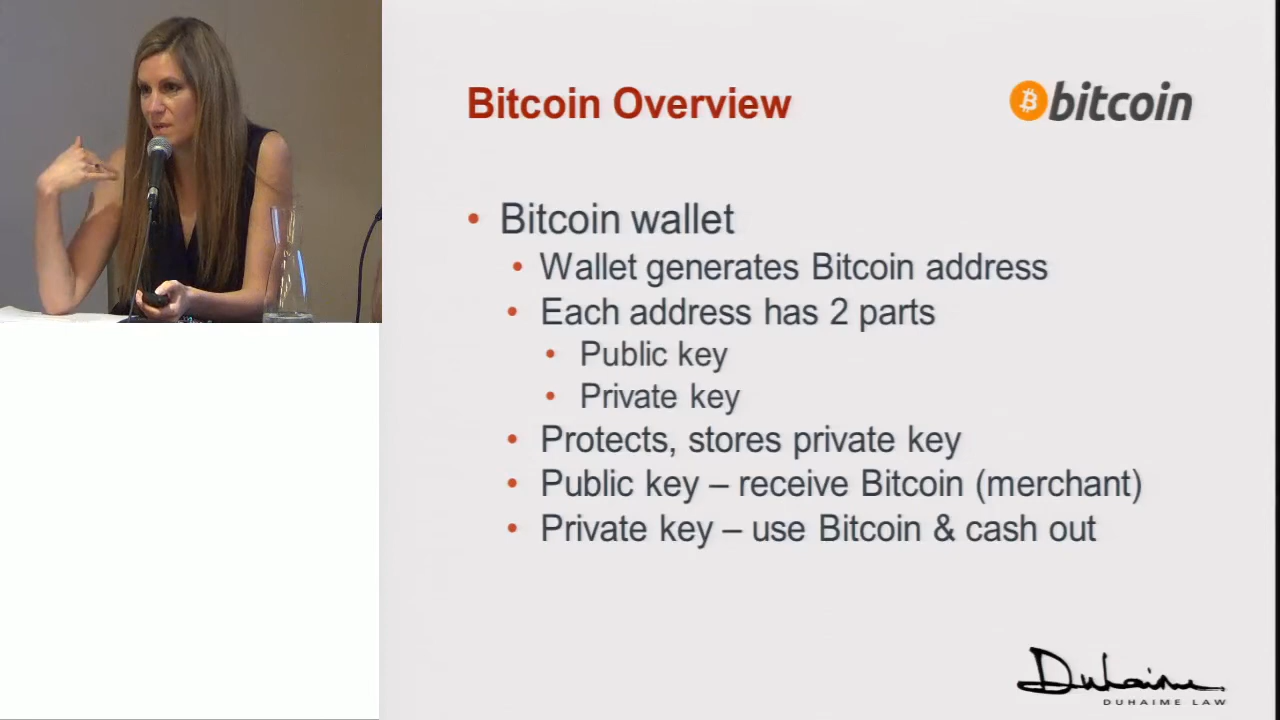 Bitcoin Overview
bitcoin
• Bitcoin wallet
• Wallet generates Bitcoin address
• Each address has 2 parts
• Public key
• Private key
• Protects, stores private key
• Public key – receive Bitcoin (merchant)
• Private key – use Bitcoin & cash out
Duhaime
DUHAIME LAW